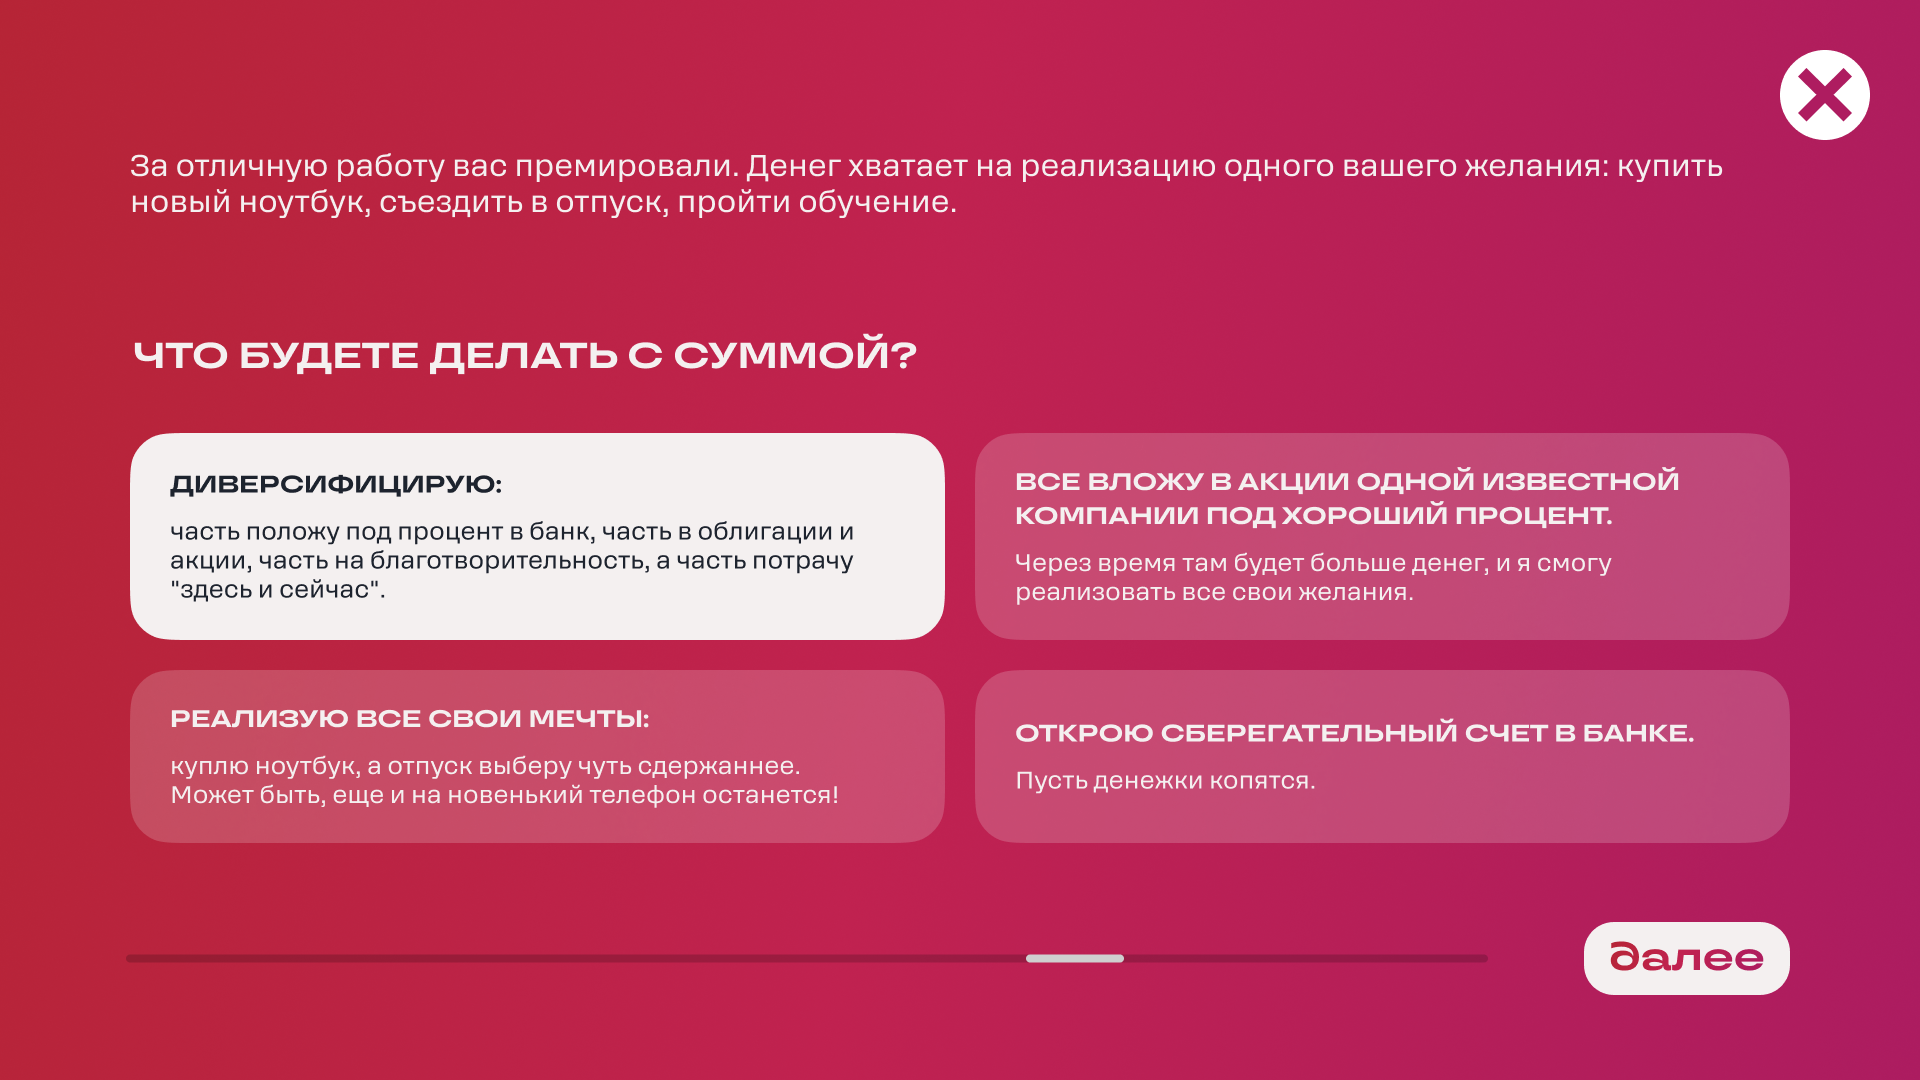 За отличную работу вас премировали. Денег хватает на реализацию одного вашего желания: купить
новый ноутбук, съездить в отпуск, пройти обучение.
ЧТО БУДЕТЕ ДЕЛАТЬ С СУММОЙ?
ДИВЕРСИФИЦИРУЮ:
часть положу под процент в банк, часть в облигации и
акции, часть на благотворительность, а часть потрачу
"здесь и сейчас".
ВСЕ ВЛОЖУ В АКЦИИ ОДНОЙ ИЗВЕСТНОЙ
КОМПАНИИ ПОД ХОРОШИЙ ПРОЦЕНТ.
Через время там будет больше денег, и я смогу
реализовать все свои желания.
РЕАЛИЗУЮ ВСЕ СВОИ МЕЧТЫ:
куплю ноутбук, а отпуск выберу чуть сдержаннее.
Может быть, еще и на новенький телефон останется!
ОТКРОЮ СБЕРЕГАТЕЛЬНЫЙ СЧЕТ В БАНКЕ.
Пусть денежки копятся.
далее